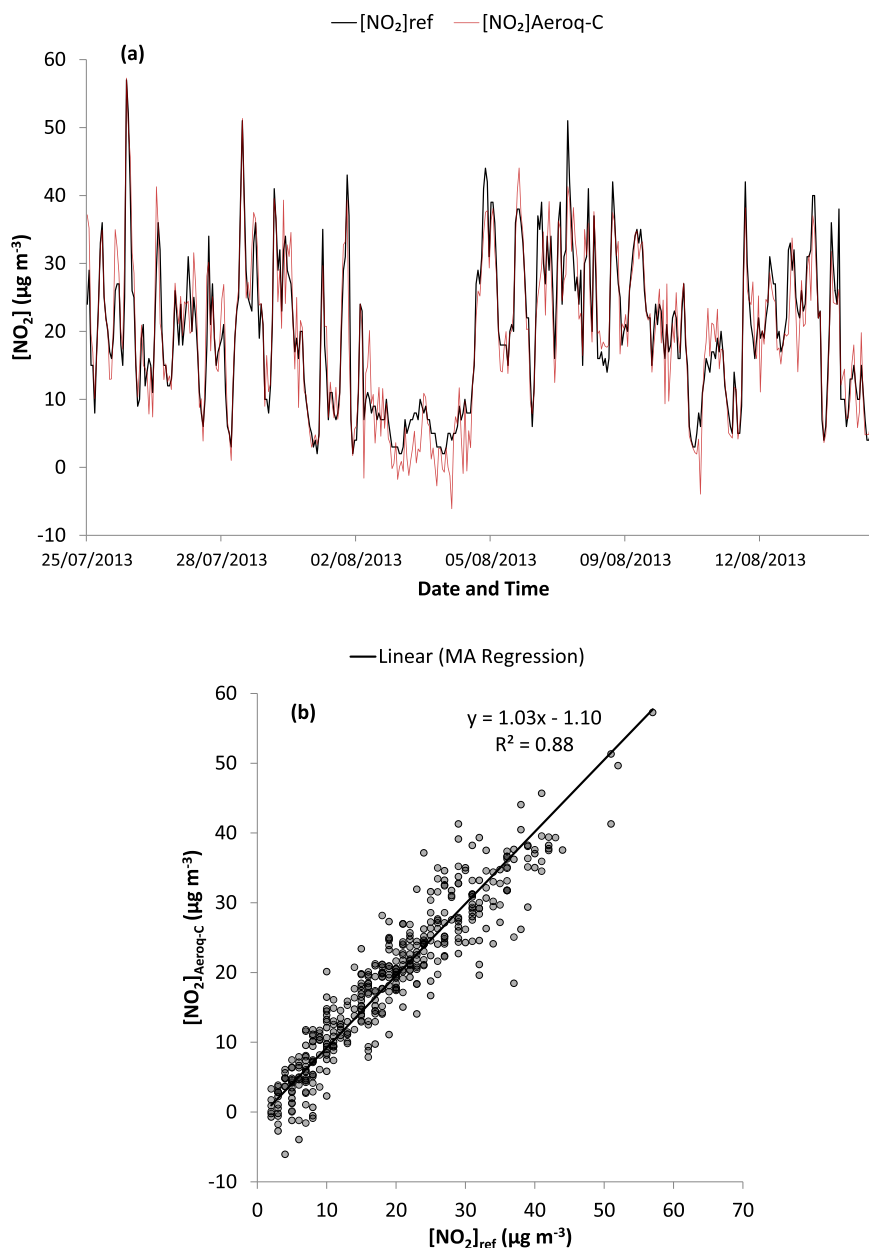 [NO₂]ref [NO₂]Aeroq-C
(a)
60
50
40
30
20
10
0
-10
[NO₂] (µg m⁻³)
25/07/2013 28/07/2013 02/08/2013 05/08/2013 09/08/2013 12/08/2013
Date and Time
Linear (MA Regression)
(b)
y = 1.03x - 1.10
R² = 0.88
60
50
40
30
20
10
0
-10
[NO₂]Aeroq-C (µg m⁻³)
0 10 20 30 40 50 60 70
[NO₂]ref (µg m⁻³)